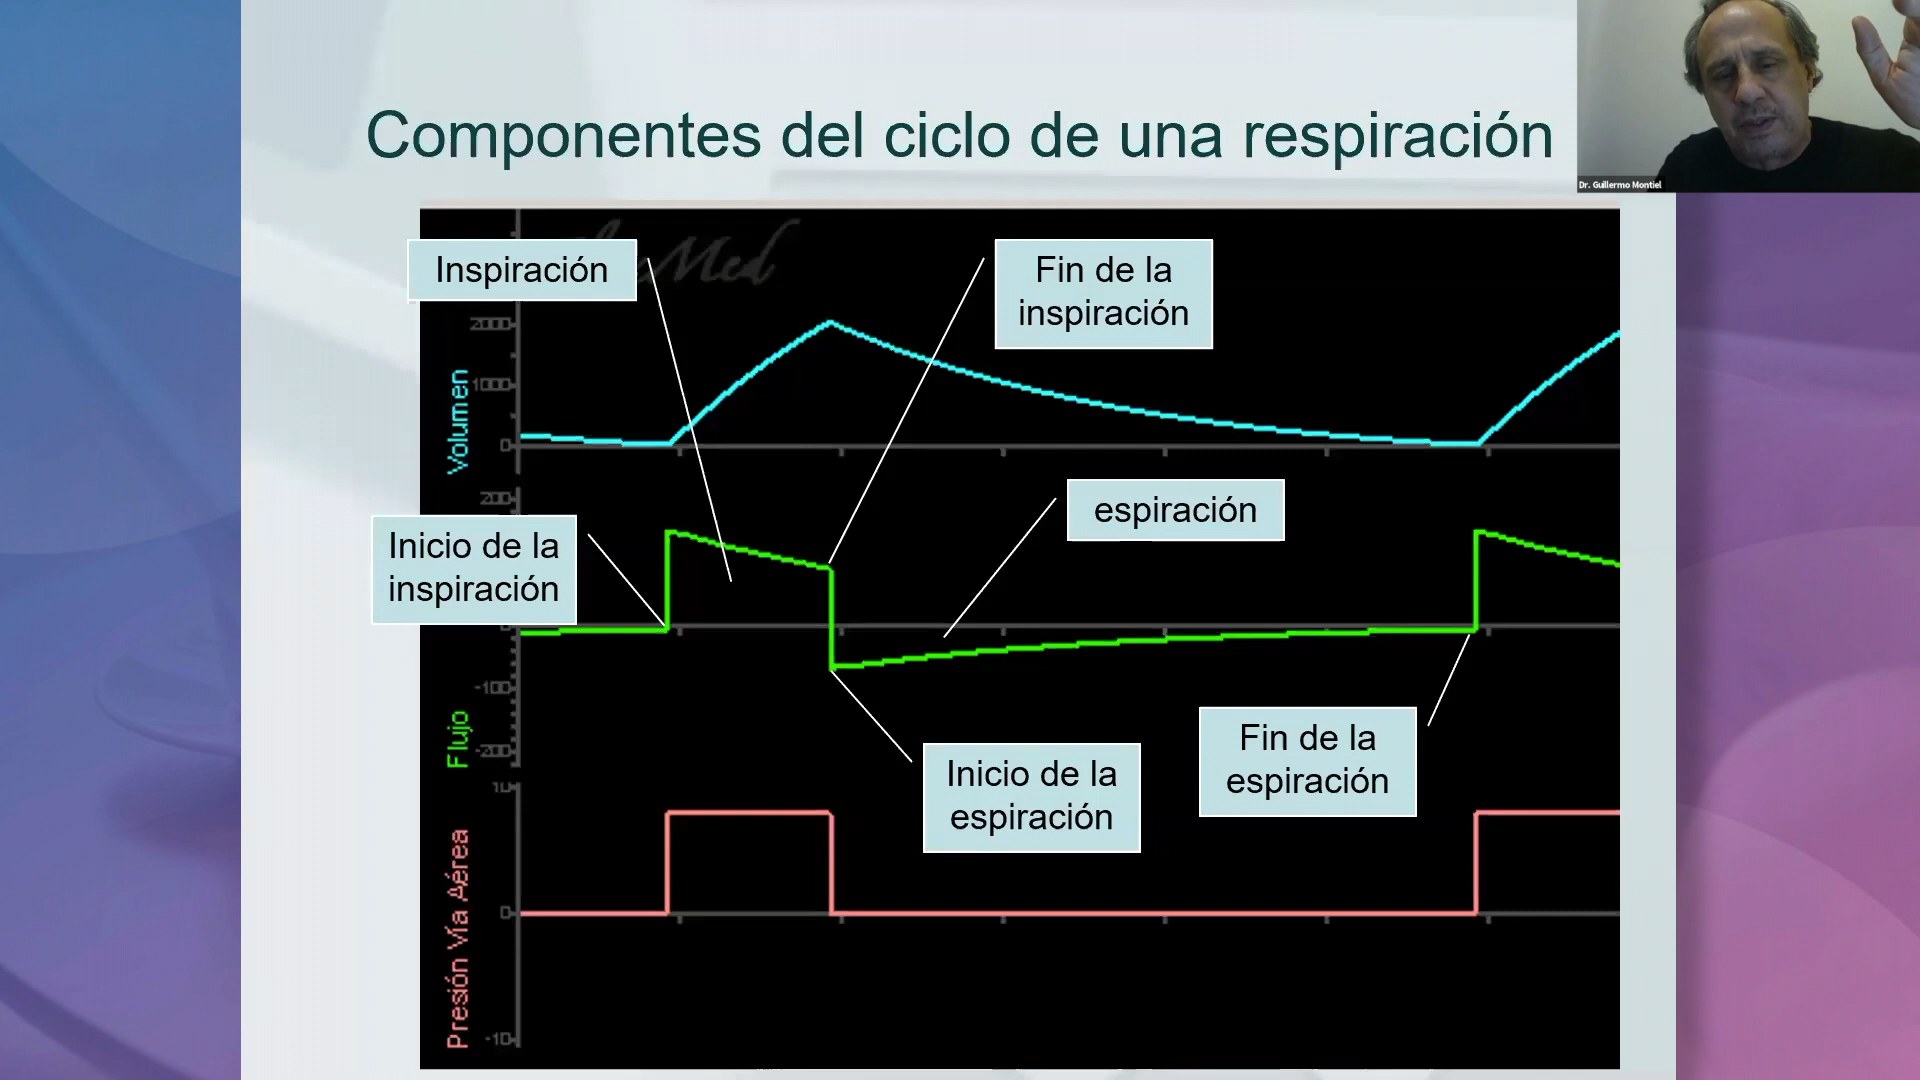 Componentes del ciclo de una respiración
Dr. Guillermo Montiel
Med
Inspiración
Fin de la
inspiración
2000
1000
0
Volumen
espiración
200
Inicio de la
inspiración
-100
-200
Flujo
Inicio de la
espiración
Fin de la
espiración
10
0
-10
Presión Vía Aérea